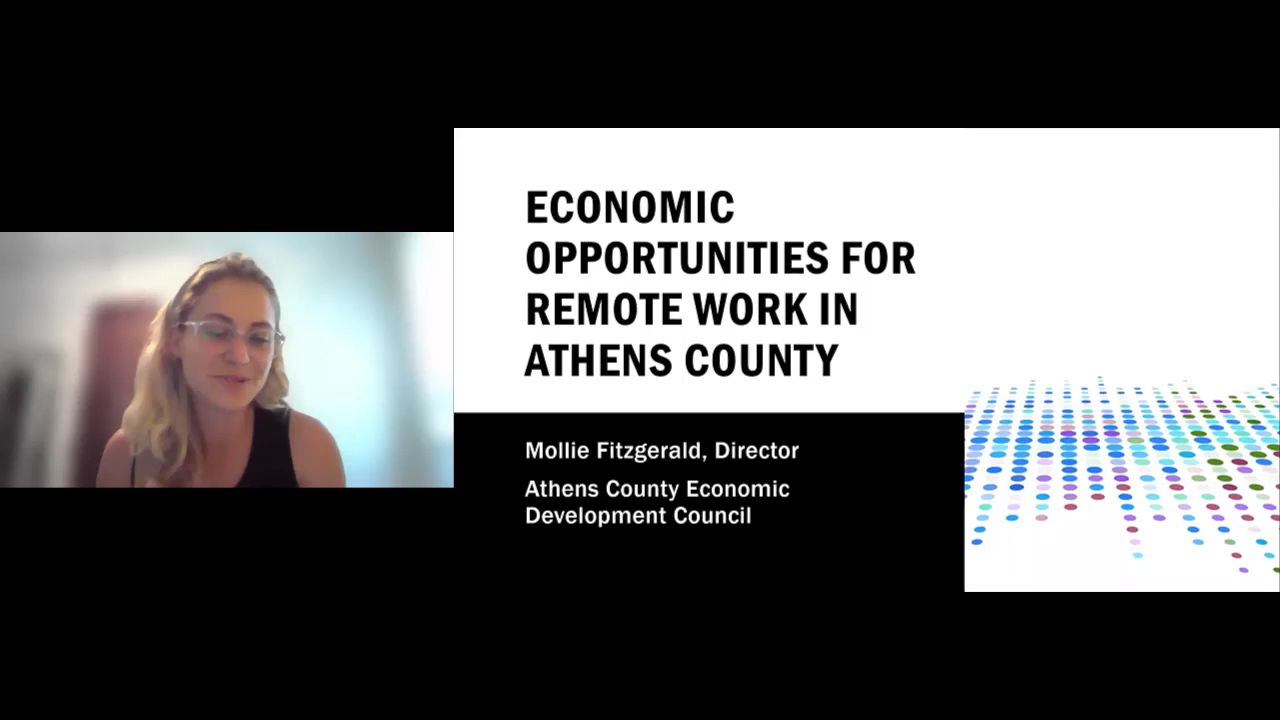 ECONOMIC
OPPORTUNITIES FOR
REMOTE WORK IN
ATHENS COUNTY
Mollie Fitzgerald, Director
Athens County Economic
Development Council